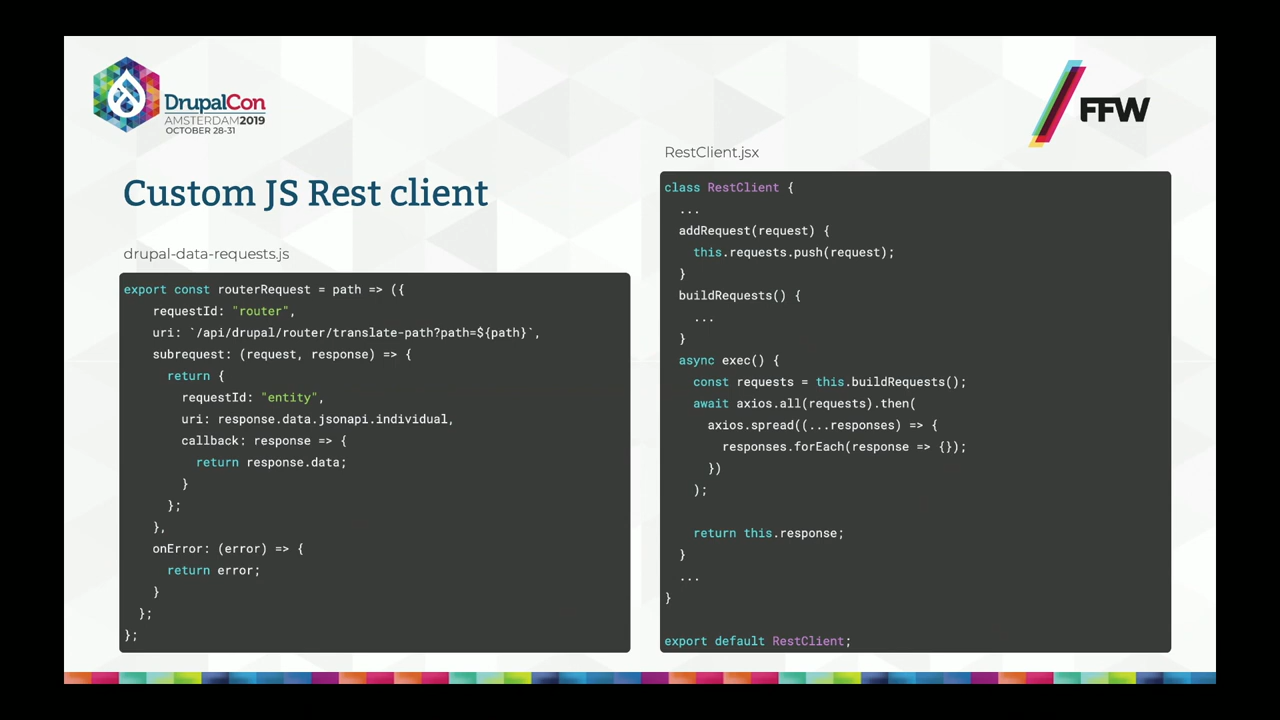 DrupalCon
AMSTERDAM2019
OCTOBER 28-31
FFW
Custom JS Rest client
drupal-data-requests.js
export const routerRequest = path => ({
    requestId: "router",
    uri: `/api/drupal/router/translate-path?path=${path}`,
    subrequest: (request, response) => {
      return {
        requestId: "entity",
        uri: response.data.jsonapi.individual,
        callback: response => {
          return response.data;
        }
      };
    },
    onError: (error) => {
      return error;
    }
  };
};
RestClient.jsx
class RestClient {
  ...
  addRequest(request) {
    this.requests.push(request);
  }
  buildRequests() {
    ...
  }
  async exec() {
    const requests = this.buildRequests();
    await axios.all(requests).then(
      axios.spread((...responses) => {
        responses.forEach(response => {});
      })
    );
    return this.response;
  }
  ...
}
export default RestClient;